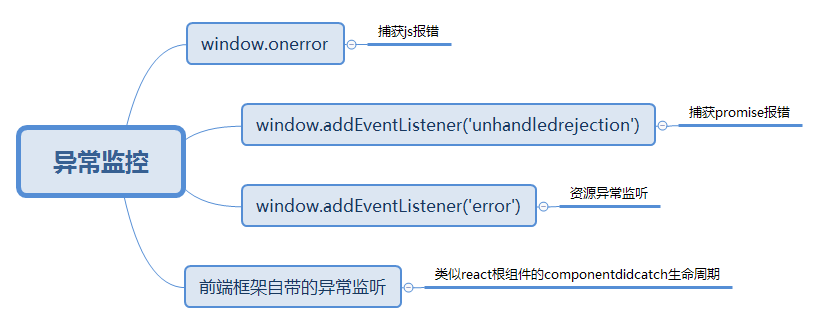 异常监控
window.onerror
捕获js报错
window.addEventListener('unhandledrejection')
捕获promise报错
window.addEventListener('error')
资源异常监听
前端框架自带的异常监听
类似react根组件的componentdidcatch生命周期